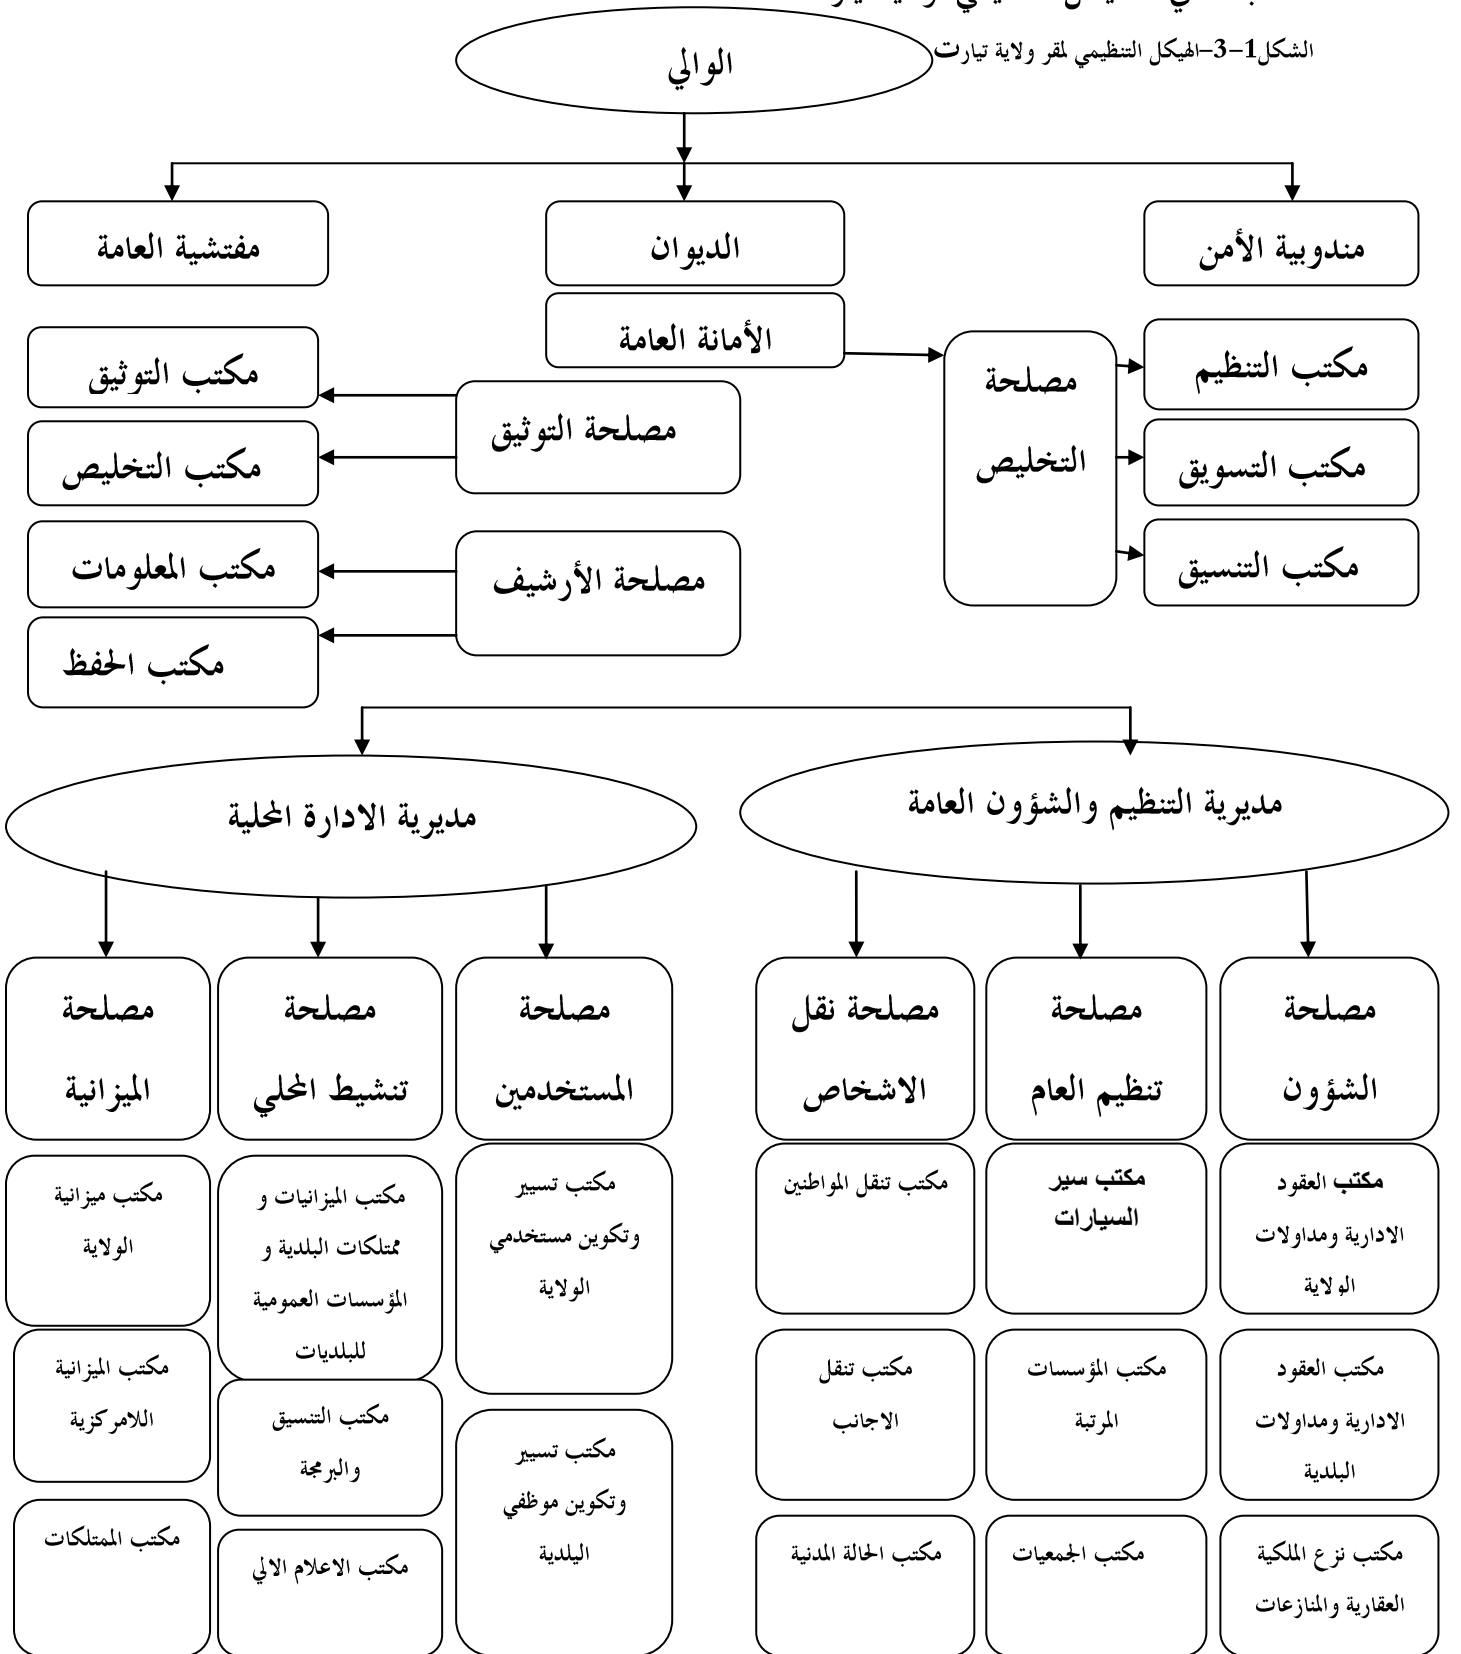 الشكل1-3-الهيكل التنظيمي لمقر ولاية تيارت
الوالي
مندوبية الأمن
الديوان
مفتشية العامة
الأمانة العامة
مصلحة
التخليص
مكتب التنظيم
مكتب التسويق
مكتب التنسيق
مصلحة التوثيق
مكتب التوثيق
مكتب التخليص
مصلحة الأرشيف
مكتب المعلومات
مكتب الحفظ
مديرية التنظيم والشؤون العامة
مديرية الادارة المحلية
مصلحة
الشؤون
مصلحة
تنظيم العام
مصلحة نقل
الاشخاص
مصلحة
المستخدمين
مصلحة
تنشيط المحلي
مصلحة
الميزانية
مكتب العقود
الادارية ومداولات
الولاية
مكتب سير
السيارات
مكتب تنقل المواطنين
مكتب تسيير
وتكوين مستخدمي
الولاية
مكتب الميزانيات و
ممتلكات البلدية و
المؤسسات العمومية
للبلديات
مكتب ميزانية
الولاية
مكتب العقود
الادارية ومداولات
البلدية
مكتب المؤسسات
المرتبة
مكتب تنقل
الاجانب
مكتب تسيير
وتكوين موظفي
اليلدية
مكتب التنسيق
والبرمجة
مكتب الميزانية
اللامركزية
مكتب نزع الملكية
العقارية والمنازعات
مكتب الجمعيات
مكتب الحالة المدنية
مكتب الاعلام الالي
مكتب الممتلكات